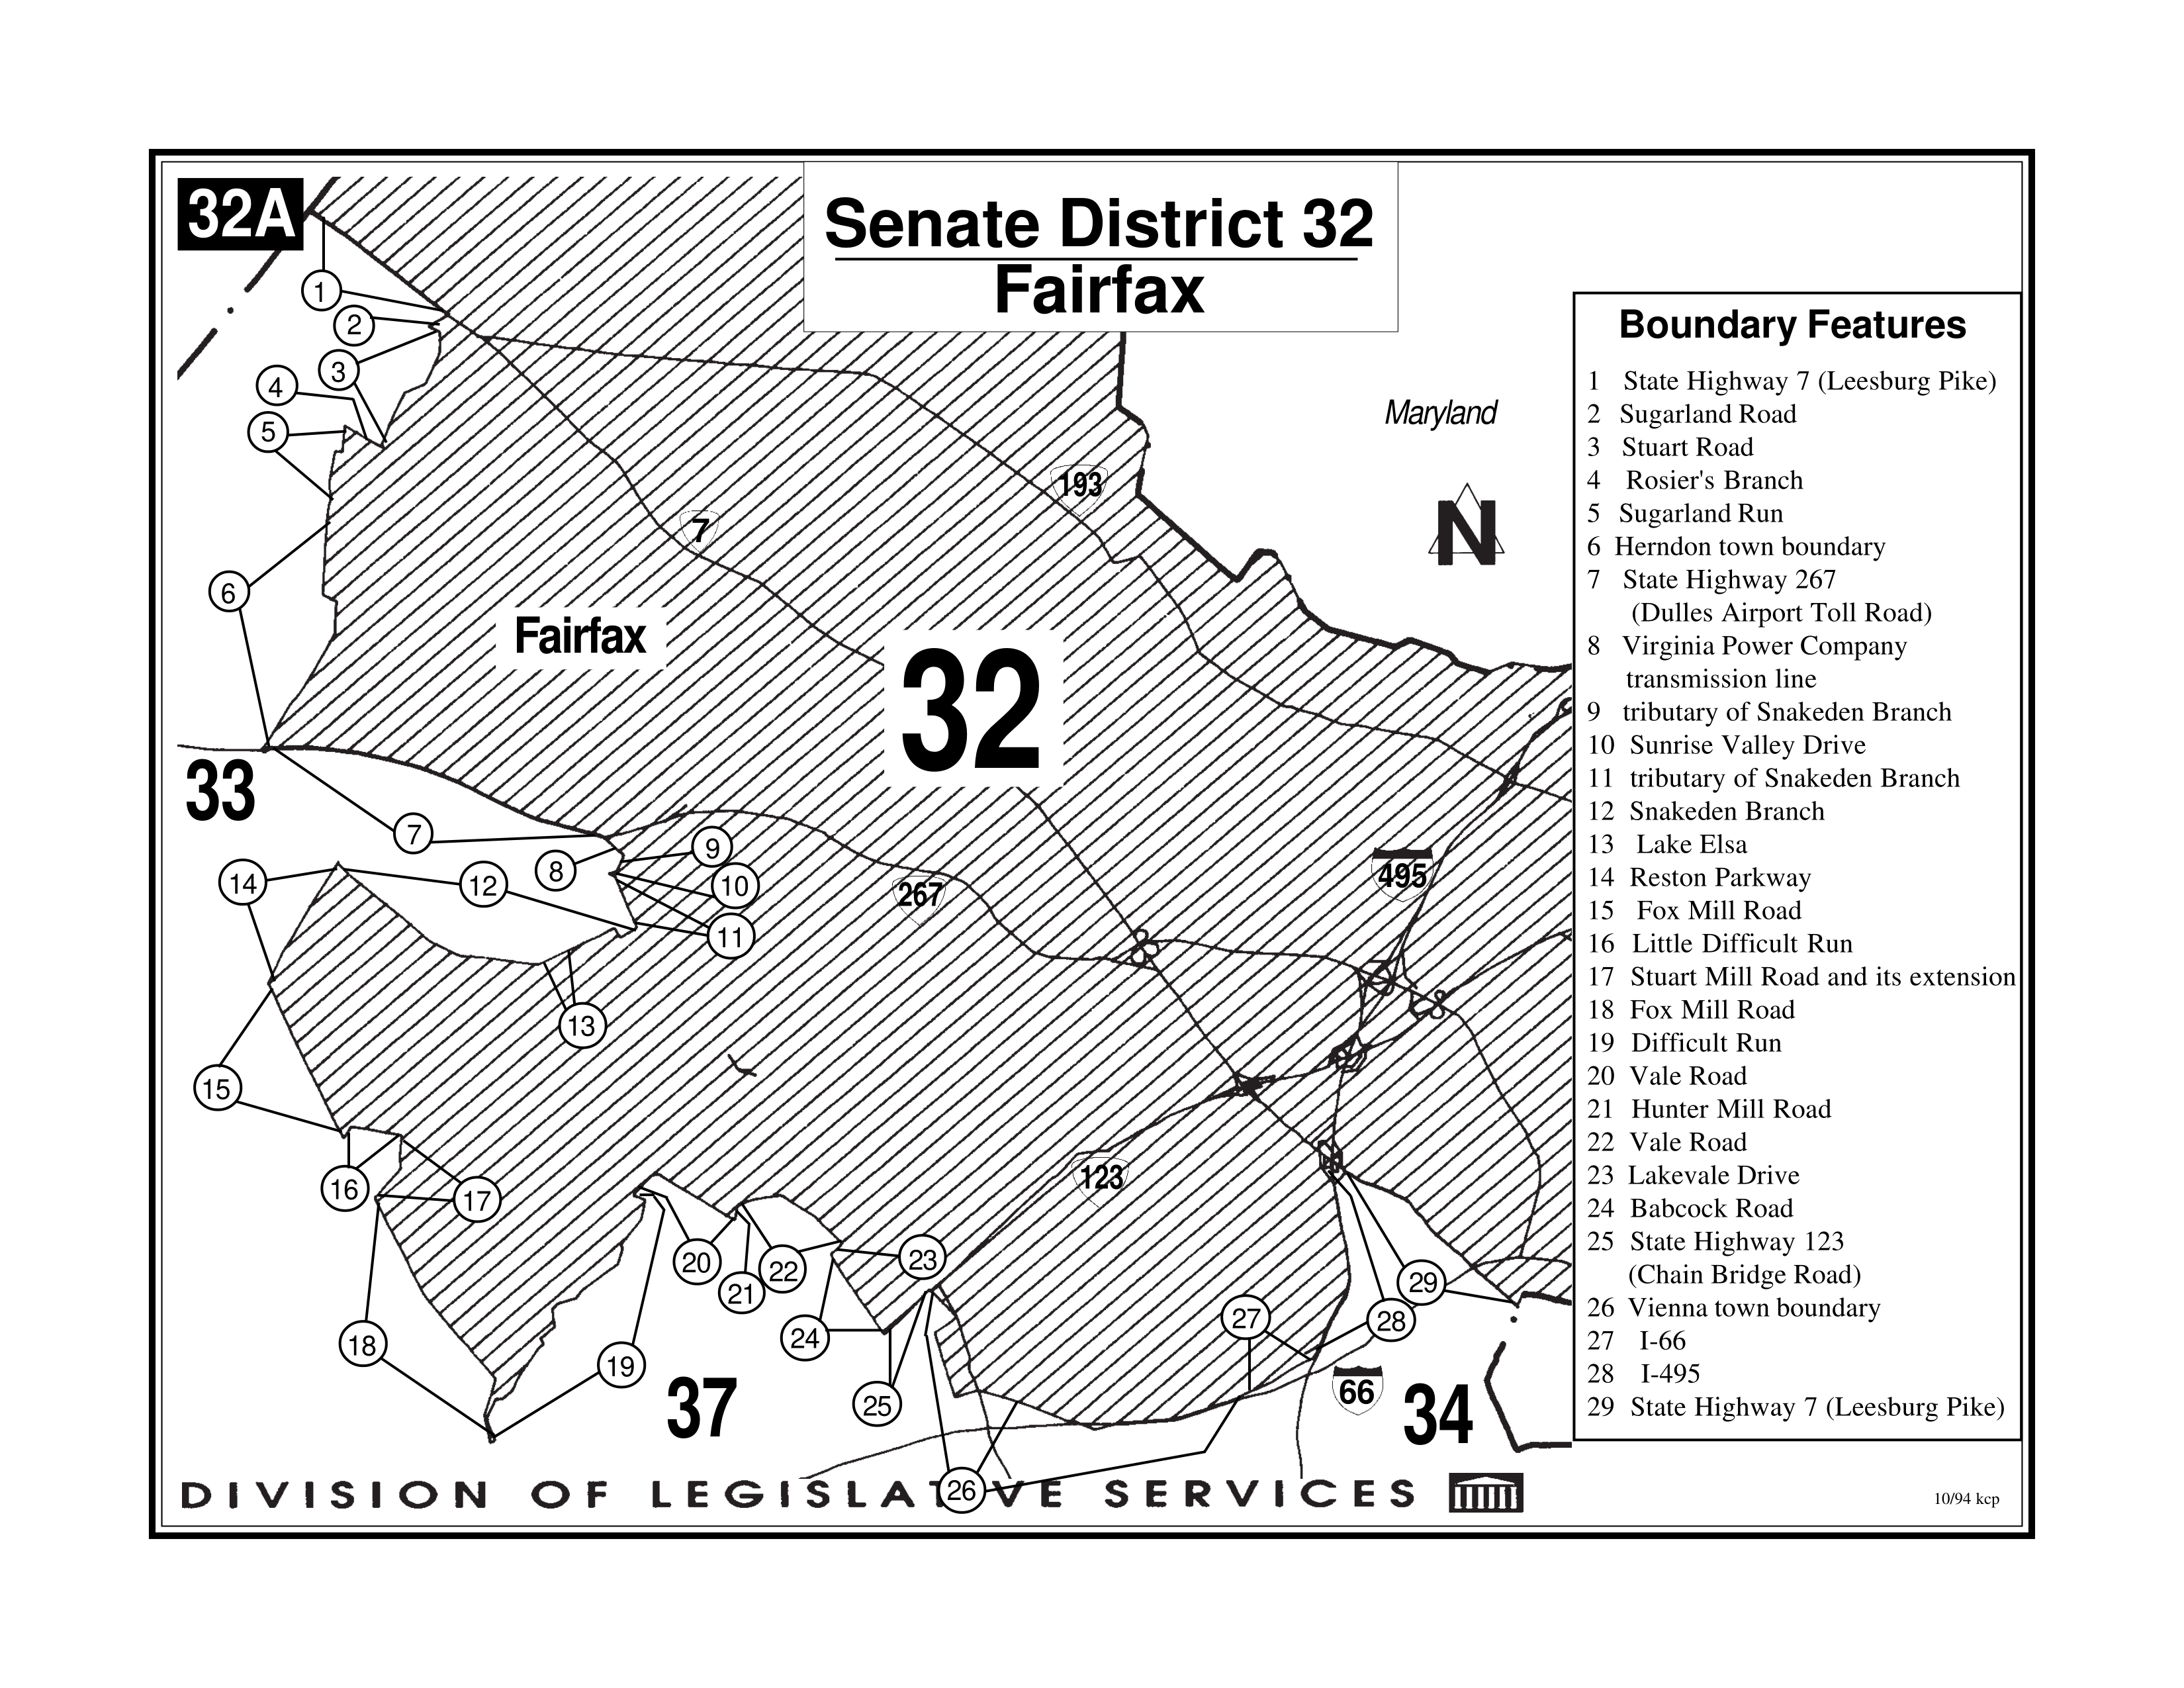 32A
Senate District 32
Fairfax
Boundary Features
1 State Highway 7 (Leesburg Pike)
2 Sugarland Road
3 Stuart Road
4 Rosier's Branch
5 Sugarland Run
6 Herndon town boundary
7 State Highway 267
(Dulles Airport Toll Road)
8 Virginia Power Company
transmission line
9 tributary of Snakeden Branch
10 Sunrise Valley Drive
11 tributary of Snakeden Branch
12 Snakeden Branch
13 Lake Elsa
14 Reston Parkway
15 Fox Mill Road
16 Little Difficult Run
17 Stuart Mill Road and its extension
18 Fox Mill Road
19 Difficult Run
20 Vale Road
21 Hunter Mill Road
22 Vale Road
23 Lakevale Drive
24 Babcock Road
25 State Highway 123
(Chain Bridge Road)
26 Vienna town boundary
27 I-66
28 I-495
29 State Highway 7 (Leesburg Pike)
1
2
3
4
5
Maryland
193
N
7
6
Fairfax
32
33
7
8
9
10
11
12
13
14
267
495
15
16
17
123
18
19
20
21
22
23
24
25
27
28
29
37
66
34
26
DIVISION OF LEGISLATIVE SERVICES
10/94 kcp